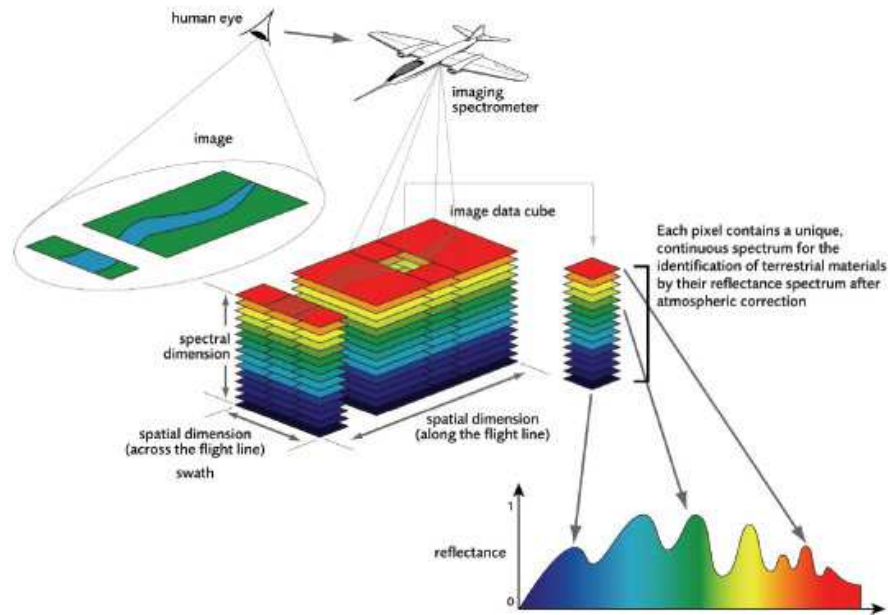 human eye
imaging
spectrometer
image
image data cube
Each pixel contains a unique,
continuous spectrum for the
identification of terrestrial materials
by their reflectance spectrum after
atmospheric correction
spectral
dimension
spatial dimension
(across the flight line)
swath
spatial dimension
(along the flight line)
1
reflectance
0